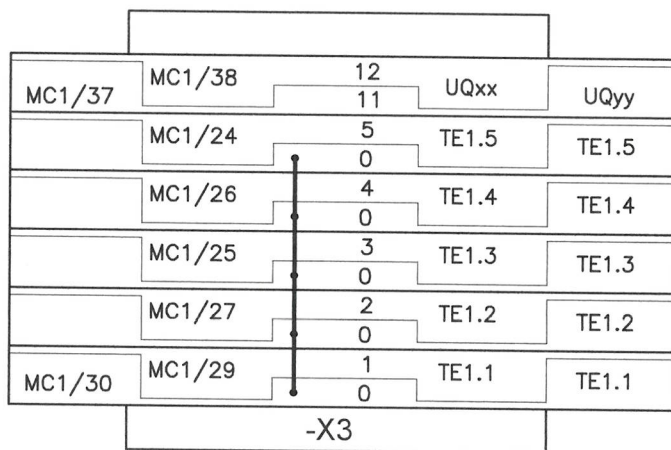 MC1/38 12
MC1/37 11 UQxx UQyy
MC1/24 5 TE1.5 TE1.5
0
MC1/26 4 TE1.4 TE1.4
0
MC1/25 3 TE1.3 TE1.3
0
MC1/27 2 TE1.2 TE1.2
0
MC1/29 1 TE1.1 TE1.1
MC1/30 0
-X3